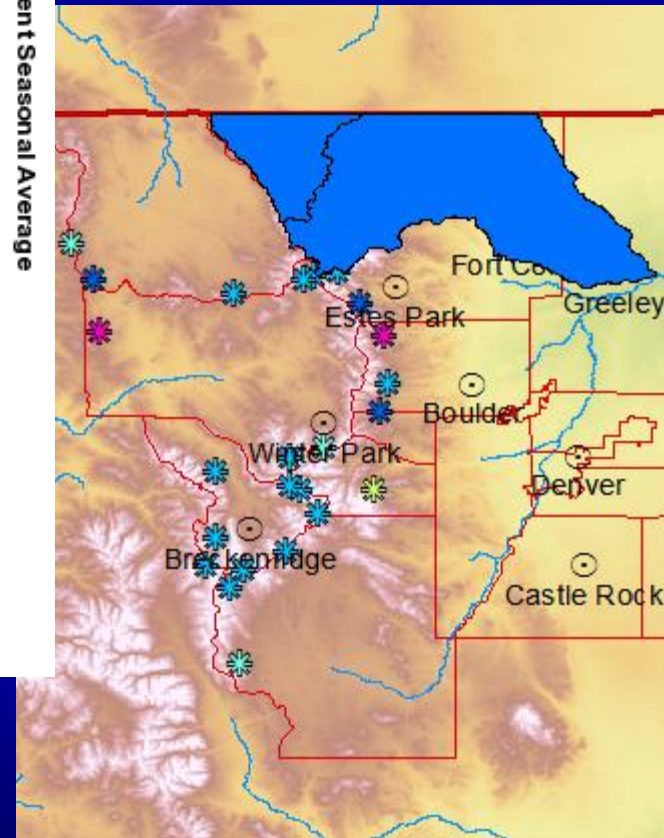 ent Seasonal Average
Fort Co
Greeley
Estes Park
Boulder
Winter Park
Denver
Breckenridge
Castle Rock